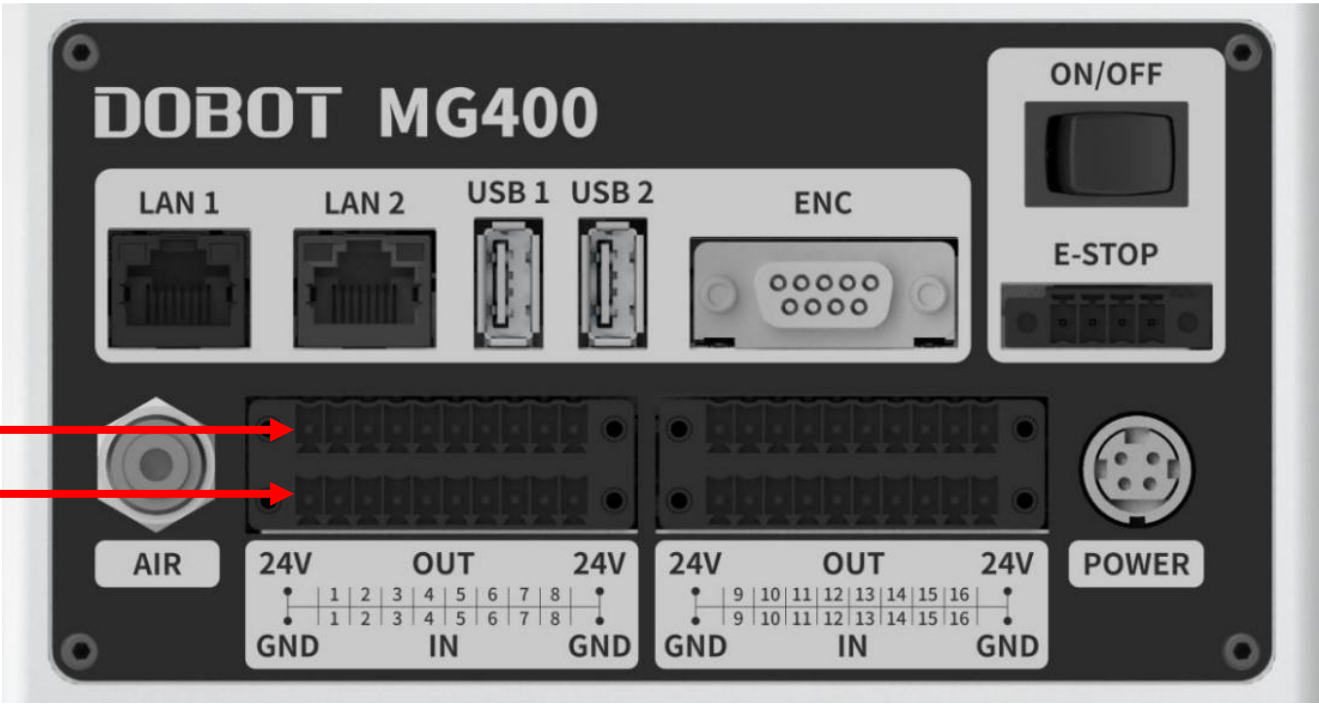 DOBOT MG400
ON/OFF
LAN 1 LAN 2 USB 1 USB 2 ENC
E-STOP
AIR
24V OUT 24V
1 2 3 4 5 6 7 8
1 2 3 4 5 6 7 8
GND IN GND
24V OUT 24V
9 10 11 12 13 14 15 16
9 10 11 12 13 14 15 16
GND IN GND
POWER